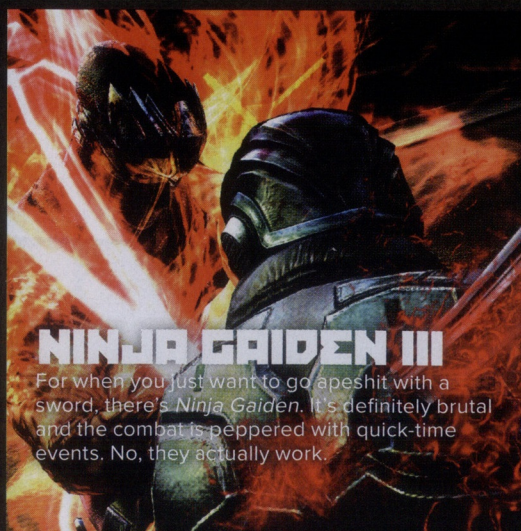 NINJA GAIDEN III
For when you just want to go apeshit with a
sword, there's Ninja Gaiden. It's definitely brutal
and the combat is peppered with quick-time
events. No, they actually work.